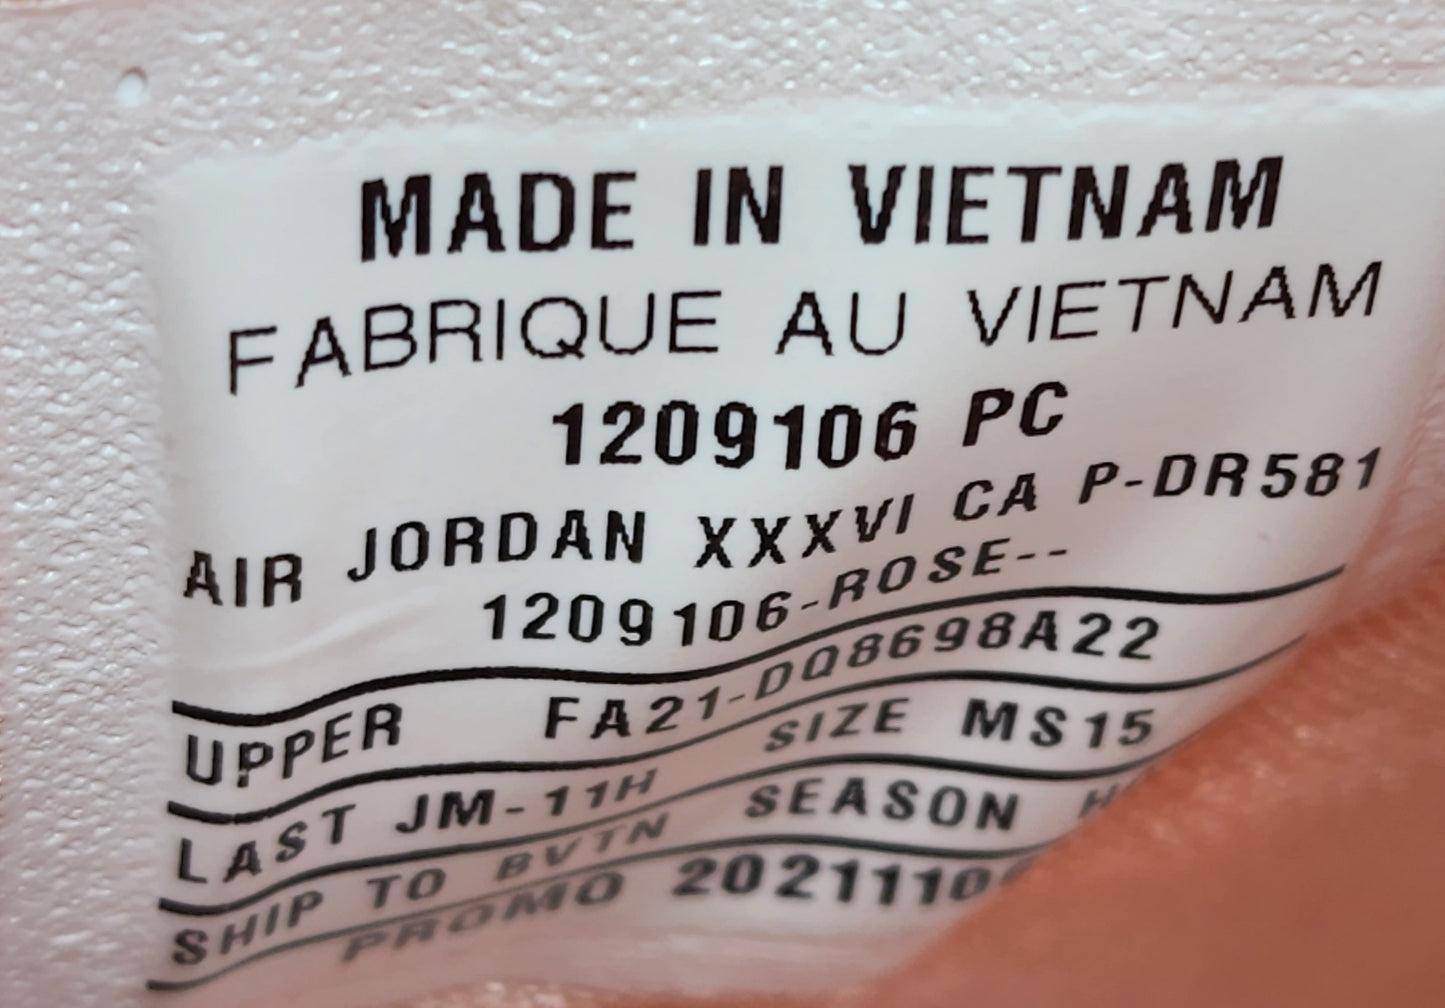 MADE IN VIETNAM
FABRIQUE AU VIETNAM
1209106 PC
AIR JORDAN XXXVI CA P-DR581
1209106-ROSE--
UPPER FA21-DQ8698A22
LAST JM-11H SIZE MS15
SHIP TO BVTN SEASON
PROMO